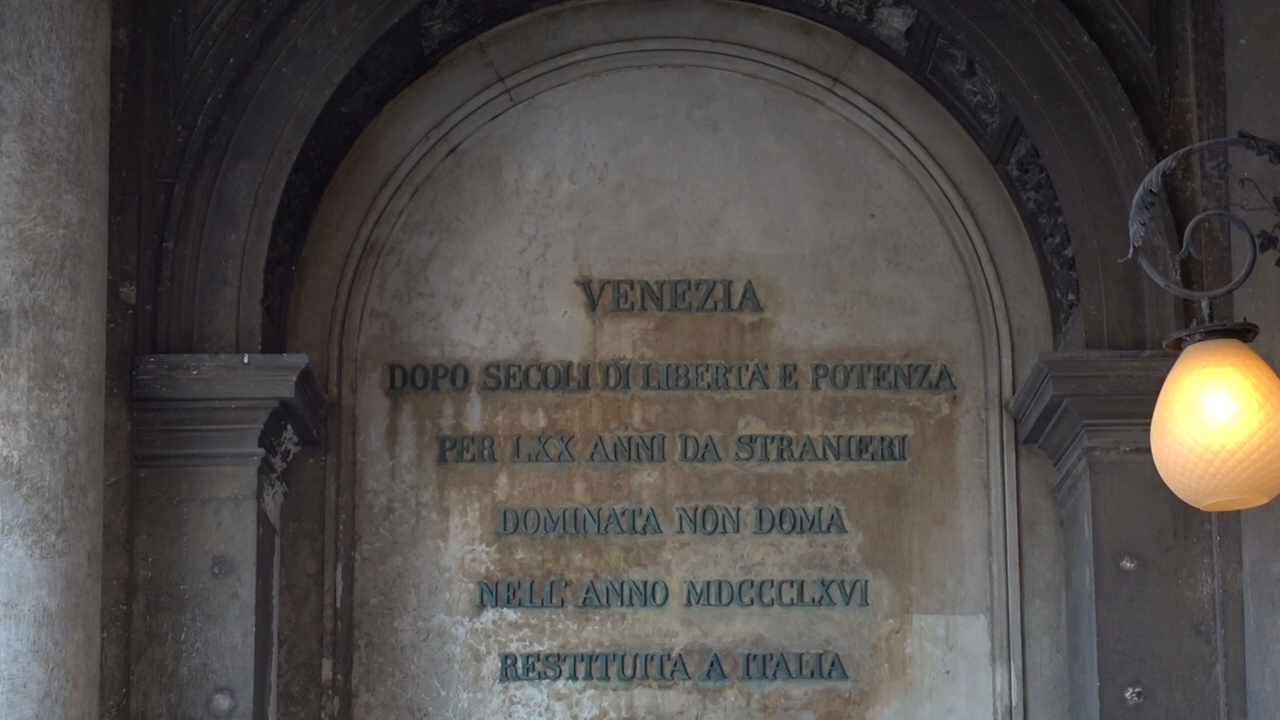 VENEZIA
DOPO SECOLI DI LIBERTA' E POTENZA
PER LXX ANNI DA STRANIERI
DOMINATA NON DOMA
NELL' ANNO MDCCCLXVI
RESTITUITA A ITALIA